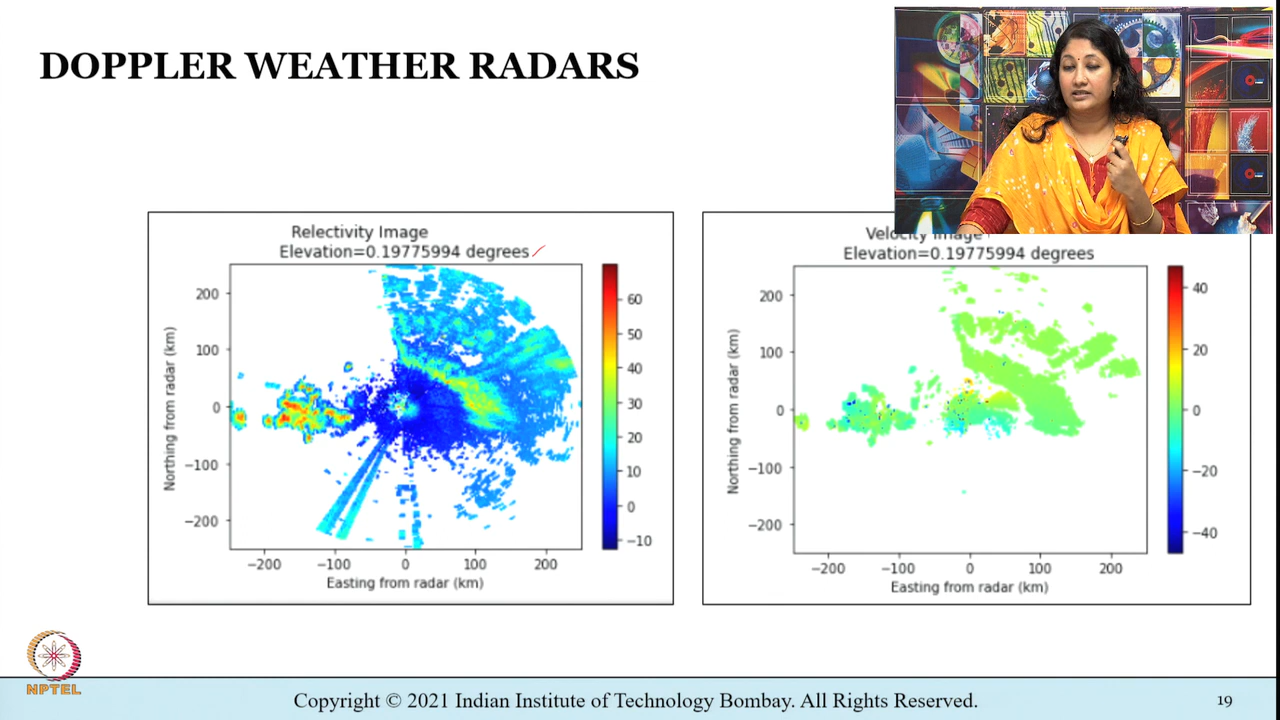 DOPPLER WEATHER RADARS
Relectivity Image
Elevation=0.19775994 degrees
200
100
0
−100
−200
Northing from radar (km)
−200 −100 0 100 200
Easting from radar (km)
60
50
40
30
20
10
0
−10
Velocity Image
Elevation=0.19775994 degrees
200
100
0
−100
−200
Northing from radar (km)
−200 −100 0 100 200
Easting from radar (km)
40
20
0
−20
−40
NPTEL
Copyright © 2021 Indian Institute of Technology Bombay. All Rights Reserved.
19